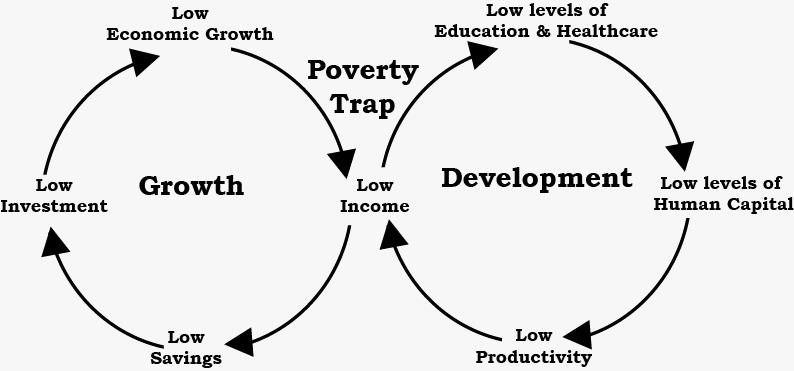 Low
Economic Growth
Low levels of
Education & Healthcare
Poverty
Trap
Low
Investment
Growth
Low
Income
Development
Low levels of
Human Capital
Low
Savings
Low
Productivity